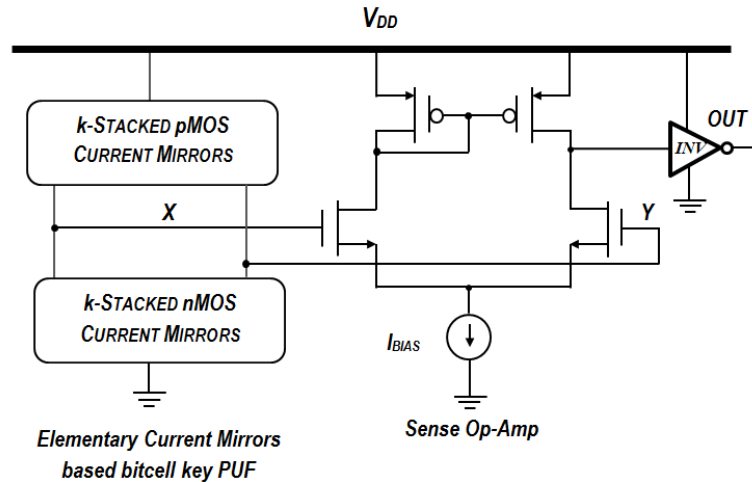 VDD
k-STACKED pMOS
CURRENT MIRRORS
OUT
INV
X
Y
k-STACKED nMOS
CURRENT MIRRORS
IBIAS
Elementary Current Mirrors
based bitcell key PUF
Sense Op-Amp